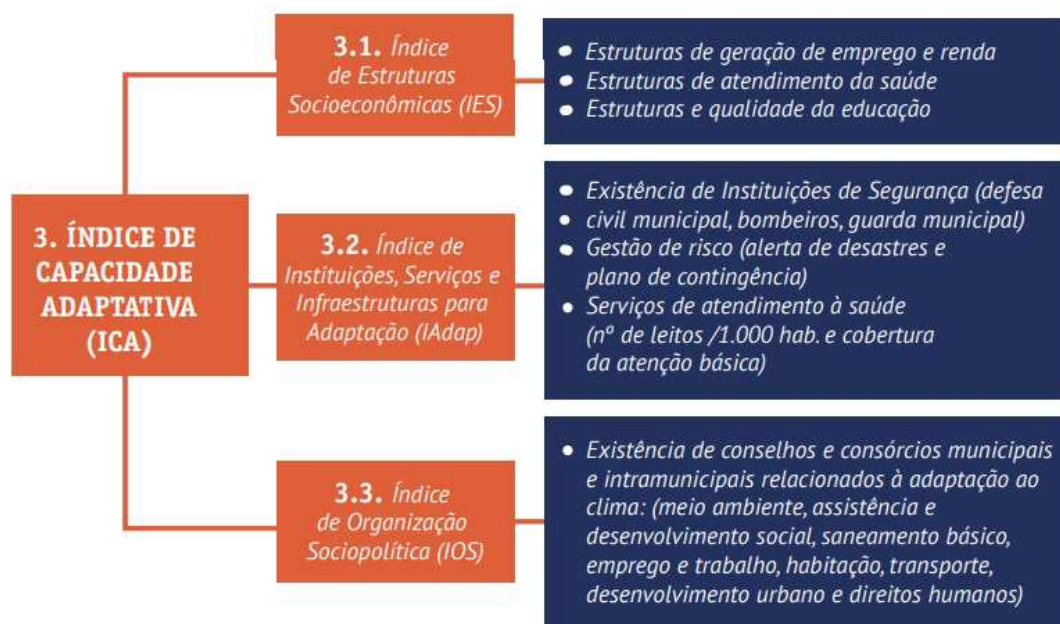 3. ÍNDICE DE
CAPACIDADE
ADAPTATIVA
(ICA)
3.1. Índice
de Estruturas
Socioeconômicas (IES)
• Estruturas de geração de emprego e renda
• Estruturas de atendimento da saúde
• Estruturas e qualidade da educação
3.2. Índice de
Instituições, Serviços e
Infraestruturas para
Adaptação (IAdap)
• Existência de Instituições de Segurança (defesa
• civil municipal, bombeiros, guarda municipal)
• Gestão de risco (alerta de desastres e
plano de contingência)
• Serviços de atendimento à saúde
(nº de leitos /1.000 hab. e cobertura
da atenção básica)
3.3. Índice
de Organização
Sociopolítica (IOS)
• Existência de conselhos e consórcios municipais
e intramunicipais relacionados à adaptação ao
clima: (meio ambiente, assistência e
desenvolvimento social, saneamento básico,
emprego e trabalho, habitação, transporte,
desenvolvimento urbano e direitos humanos)